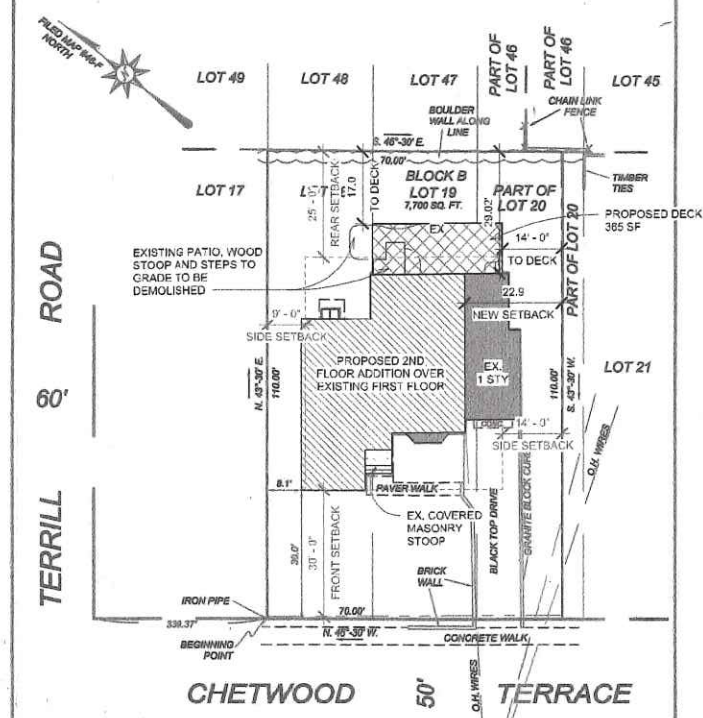 FILED MAP 646-F
NORTH
LOT 49
LOT 48
LOT 47
PART OF
LOT 46
PART OF
LOT 46
LOT 45
CHAIN LINK
FENCE
BOULDER
WALL ALONG
LINE
S. 46°-30' E.
70.00'
TIMBER
TIES
LOT 17
25' - 0"
REAR SETBACK
17.0
TO DECK
BLOCK B
LOT 19
7,700 SQ. FT.
PART OF
LOT 20
29.02'
EX
PROPOSED DECK
365 SF
14' - 0"
TO DECK
PART OF LOT 20
EXISTING PATIO, WOOD
STOOP AND STEPS TO
GRADE TO BE
DEMOLISHED
22.9
NEW SETBACK
9' - 0"
SIDE SETBACK
N. 43°-30' E.
110.00'
PROPOSED 2ND
FLOOR ADDITION OVER
EXISTING FIRST FLOOR
EX.
1 STY
110.00'
S. 43°-30' W.
LOT 21
CONC.
14' - 0"
SIDE SETBACK
O.H. WIRES
8.1'
PAVER WALK
EX. COVERED
MASONRY
STOOP
BLACK TOP DRIVE
GRANITE BLOCK CURB
30.0'
30' - 0"
FRONT SETBACK
BRICK
WALL
IRON PIPE
70.00'
339.37'
N. 46°-30' W.
BEGINNING
POINT
CONCRETE WALK
O.H. WIRES
TERRILL
60'
ROAD
CHETWOOD
50'
TERRACE